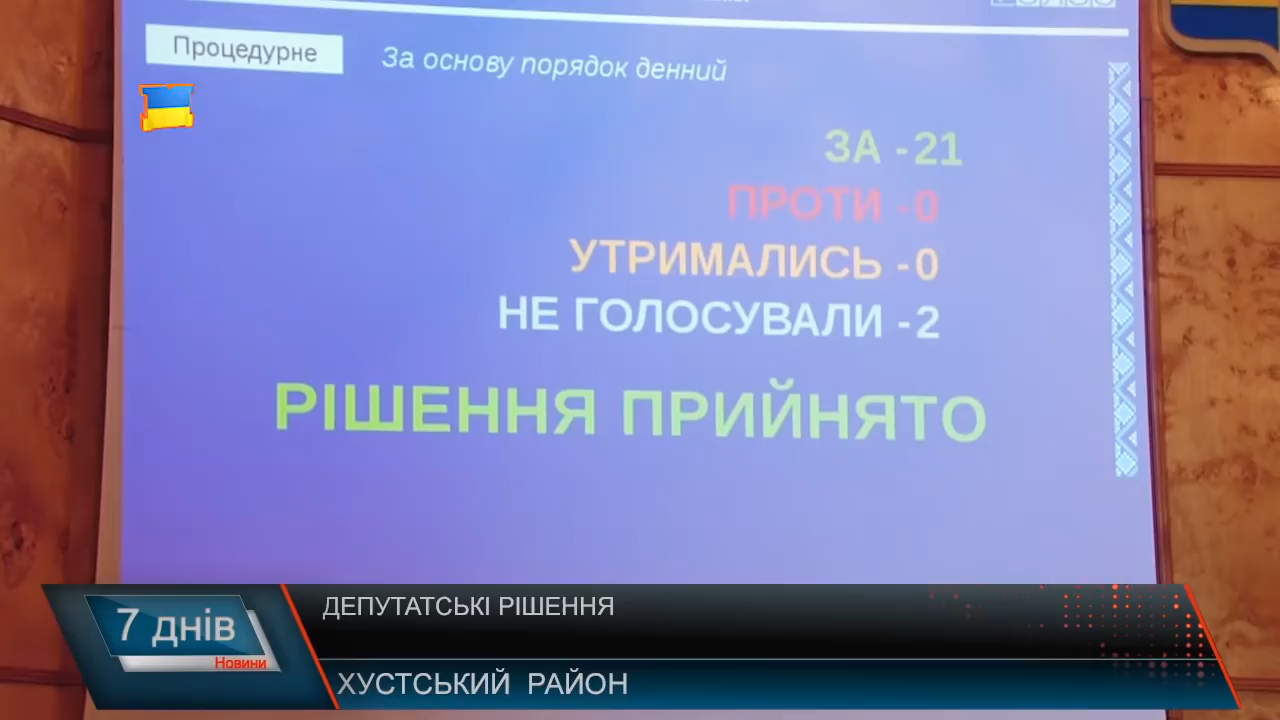 Процедурне
За основу порядок денний
ЗА - 21
ПРОТИ - 0
УТРИМАЛИСЬ - 0
НЕ ГОЛОСУВАЛИ - 2
РІШЕННЯ ПРИЙНЯТО
7 днів
Новини
ДЕПУТАТСЬКІ РІШЕННЯ
ХУСТСЬКИЙ РАЙОН